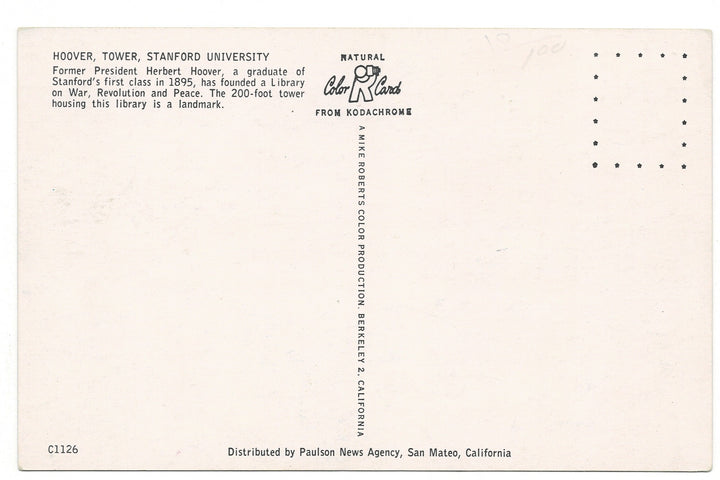 HOOVER, TOWER, STANFORD UNIVERSITY
Former President Herbert Hoover, a graduate of
Stanford's first class in 1895, has founded a Library
on War, Revolution and Peace. The 200-foot tower
housing this library is a landmark.
NATURAL
Color Card
FROM KODACHROME
100
A MIKE ROBERTS COLOR PRODUCTION. BERKELEY 2, CALIFORNIA
C1126
Distributed by Paulson News Agency, San Mateo, California